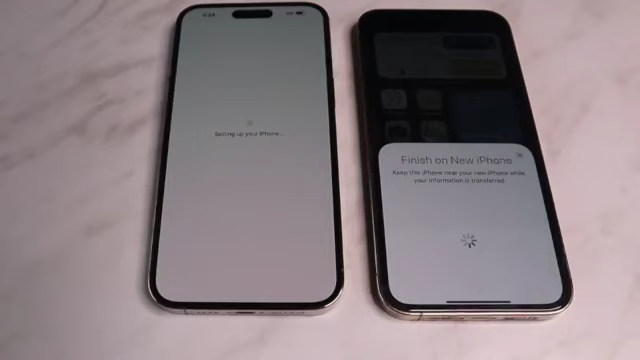 Setting up your iPhone...
Finish on New iPhone
Keep this iPhone near your new iPhone while
your information is transferred.